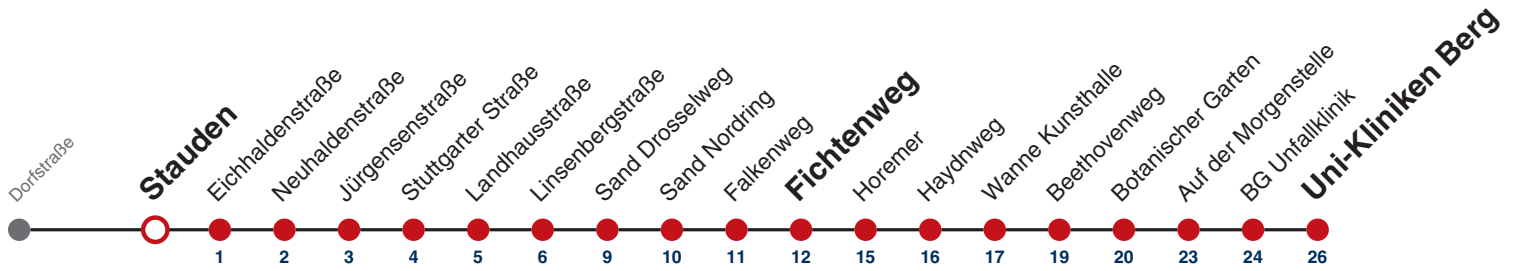 Dorfstraße
Stauden
Eichhaldenstraße
Neuhaldenstraße
Jürgensenstraße
Stuttgarter Straße
Landhausstraße
Linsenbergstraße
Sand Drosselweg
Sand Nordring
Falkenweg
Fichtenweg
Horemer
Haydnweg
Wanne Kunsthalle
Beethovenweg
Botanischer Garten
Auf der Morgenstelle
BG Unfallklinik
Uni-Kliniken Berg
1 2 3 4 5 6 9 10 11 12 15 16 17 19 20 23 24 26